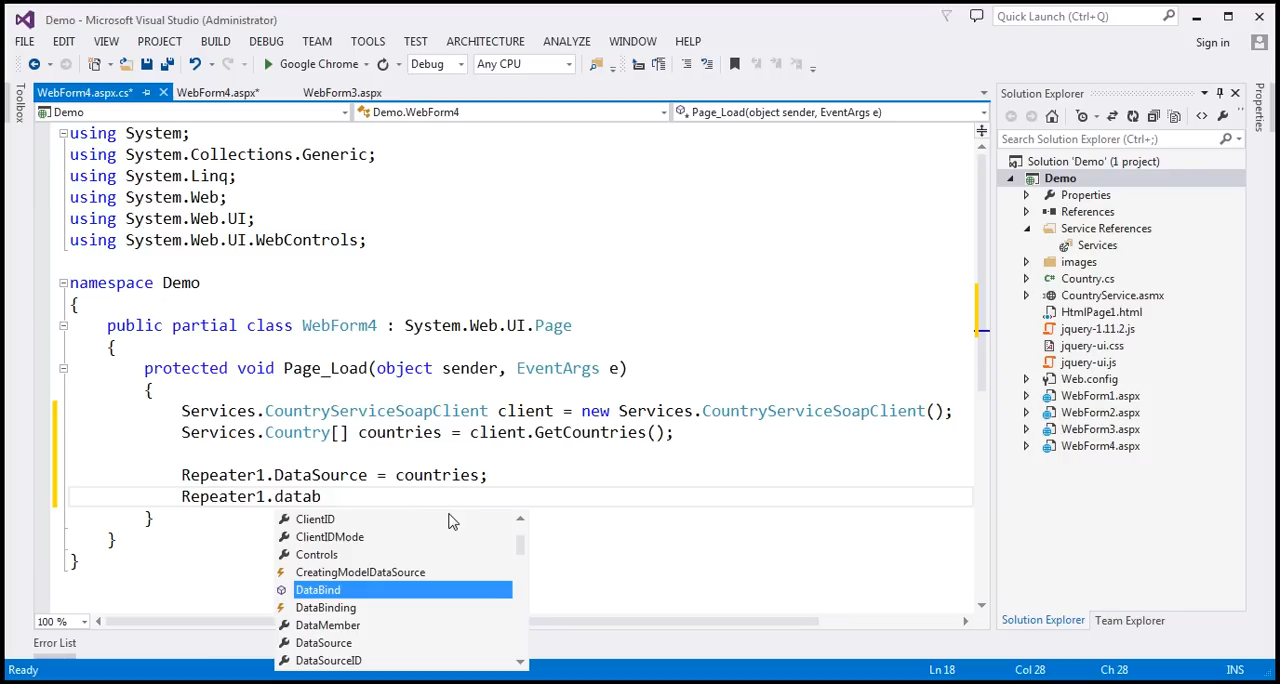 Demo - Microsoft Visual Studio (Administrator)
Quick Launch (Ctrl+Q)
FILE EDIT VIEW PROJECT BUILD DEBUG TEAM TOOLS TEST ARCHITECTURE ANALYZE WINDOW HELP
Sign in
Google Chrome Debug Any CPU
Toolbox
WebForm4.aspx.cs* WebForm4.aspx* WebForm3.aspx
Demo Demo.WebForm4 Page_Load(object sender, EventArgs e)
using System;
using System.Collections.Generic;
using System.Linq;
using System.Web;
using System.Web.UI;
using System.Web.UI.WebControls;
namespace Demo
{
public partial class WebForm4 : System.Web.UI.Page
{
protected void Page_Load(object sender, EventArgs e)
{
Services.CountryServiceSoapClient client = new Services.CountryServiceSoapClient();
Services.Country[] countries = client.GetCountries();
Repeater1.DataSource = countries;
Repeater1.datab
}
}
}
ClientID
ClientIDMode
Controls
CreatingModelDataSource
DataBind
DataBinding
DataMember
DataSource
DataSourceID
100 %
Error List
Solution Explorer
Search Solution Explorer (Ctrl+;)
Solution 'Demo' (1 project)
Demo
Properties
References
Service References
Services
images
Country.cs
CountryService.asmx
HtmlPage1.html
jquery-1.11.2.js
jquery-ui.css
jquery-ui.js
Web.config
WebForm1.aspx
WebForm2.aspx
WebForm3.aspx
WebForm4.aspx
Solution Explorer Team Explorer
Properties
Ready Ln 18 Col 28 Ch 28 INS